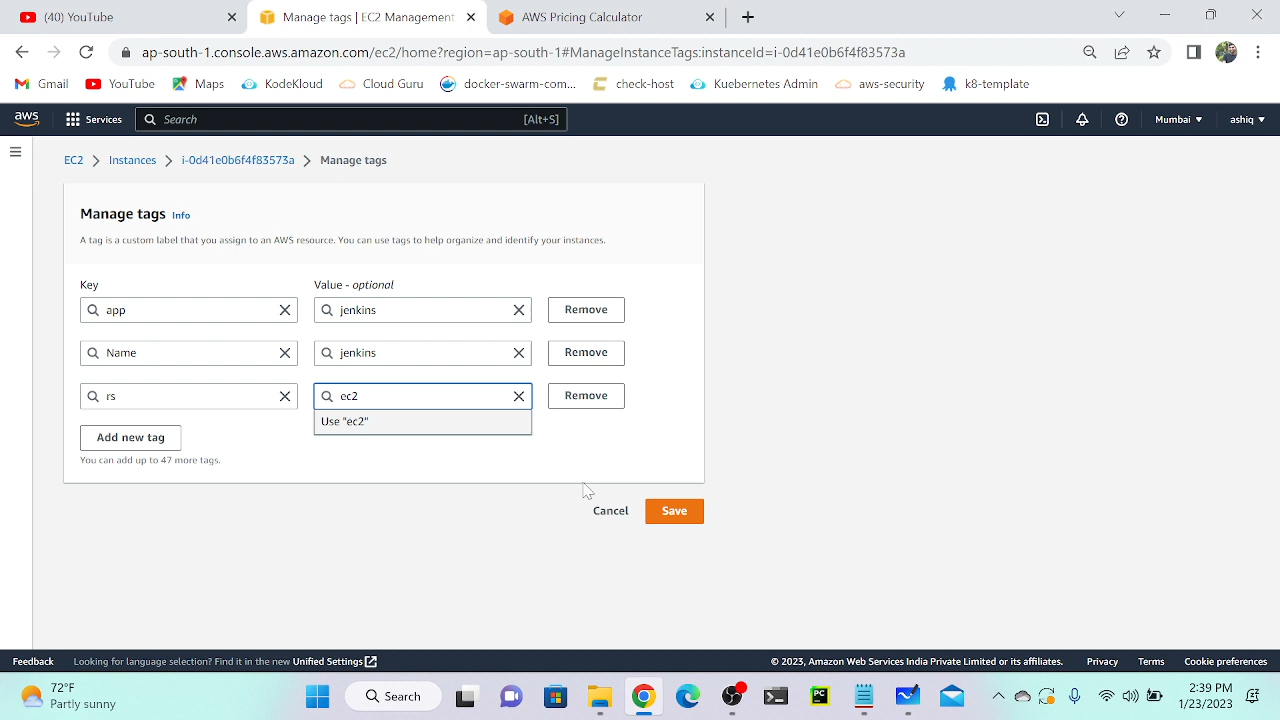 (40) YouTube
Manage tags | EC2 Management
AWS Pricing Calculator
ap-south-1.console.aws.amazon.com/ec2/home?region=ap-south-1#ManageInstanceTags:instanceId=i-0d41e0b6f4f83573a
Gmail
YouTube
Maps
KodeKloud
Cloud Guru
docker-swarm-com...
check-host
Kuebernetes Admin
aws-security
k8-template
aws
Services
Search
[Alt+S]
Mumbai
ashiq
EC2
Instances
i-0d41e0b6f4f83573a
Manage tags
Manage tags Info
A tag is a custom label that you assign to an AWS resource. You can use tags to help organize and identify your instances.
Key
Value - optional
app
jenkins
Remove
Name
jenkins
Remove
rs
ec2
Remove
Use "ec2"
Add new tag
You can add up to 47 more tags.
Cancel
Save
Feedback
Looking for language selection? Find it in the new Unified Settings
© 2023, Amazon Web Services India Private Limited or its affiliates.
Privacy
Terms
Cookie preferences
72°F
Partly sunny
Search
PC
2:39 PM
1/23/2023